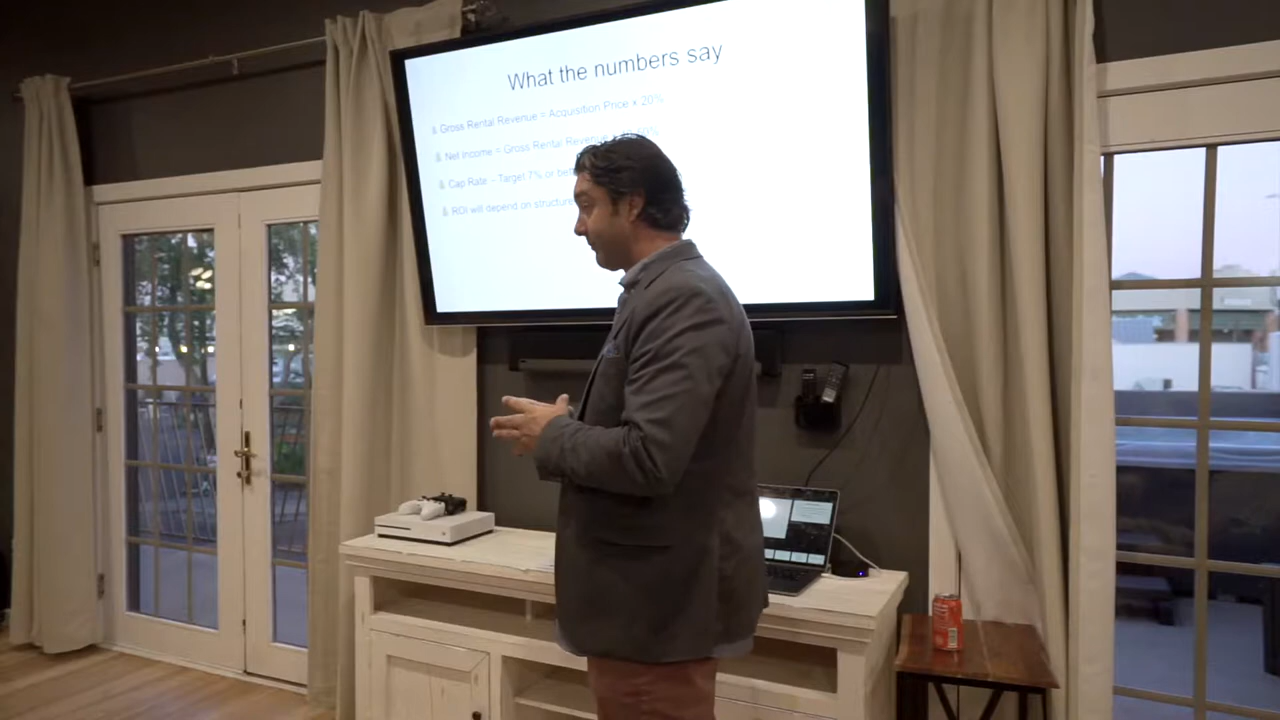 What the numbers say
& Gross Rental Revenue = Acquisition Price x 20%
& Net Income = Gross Rental Revenue
& Cap Rate – Target 7% or
& ROI will depend on structure